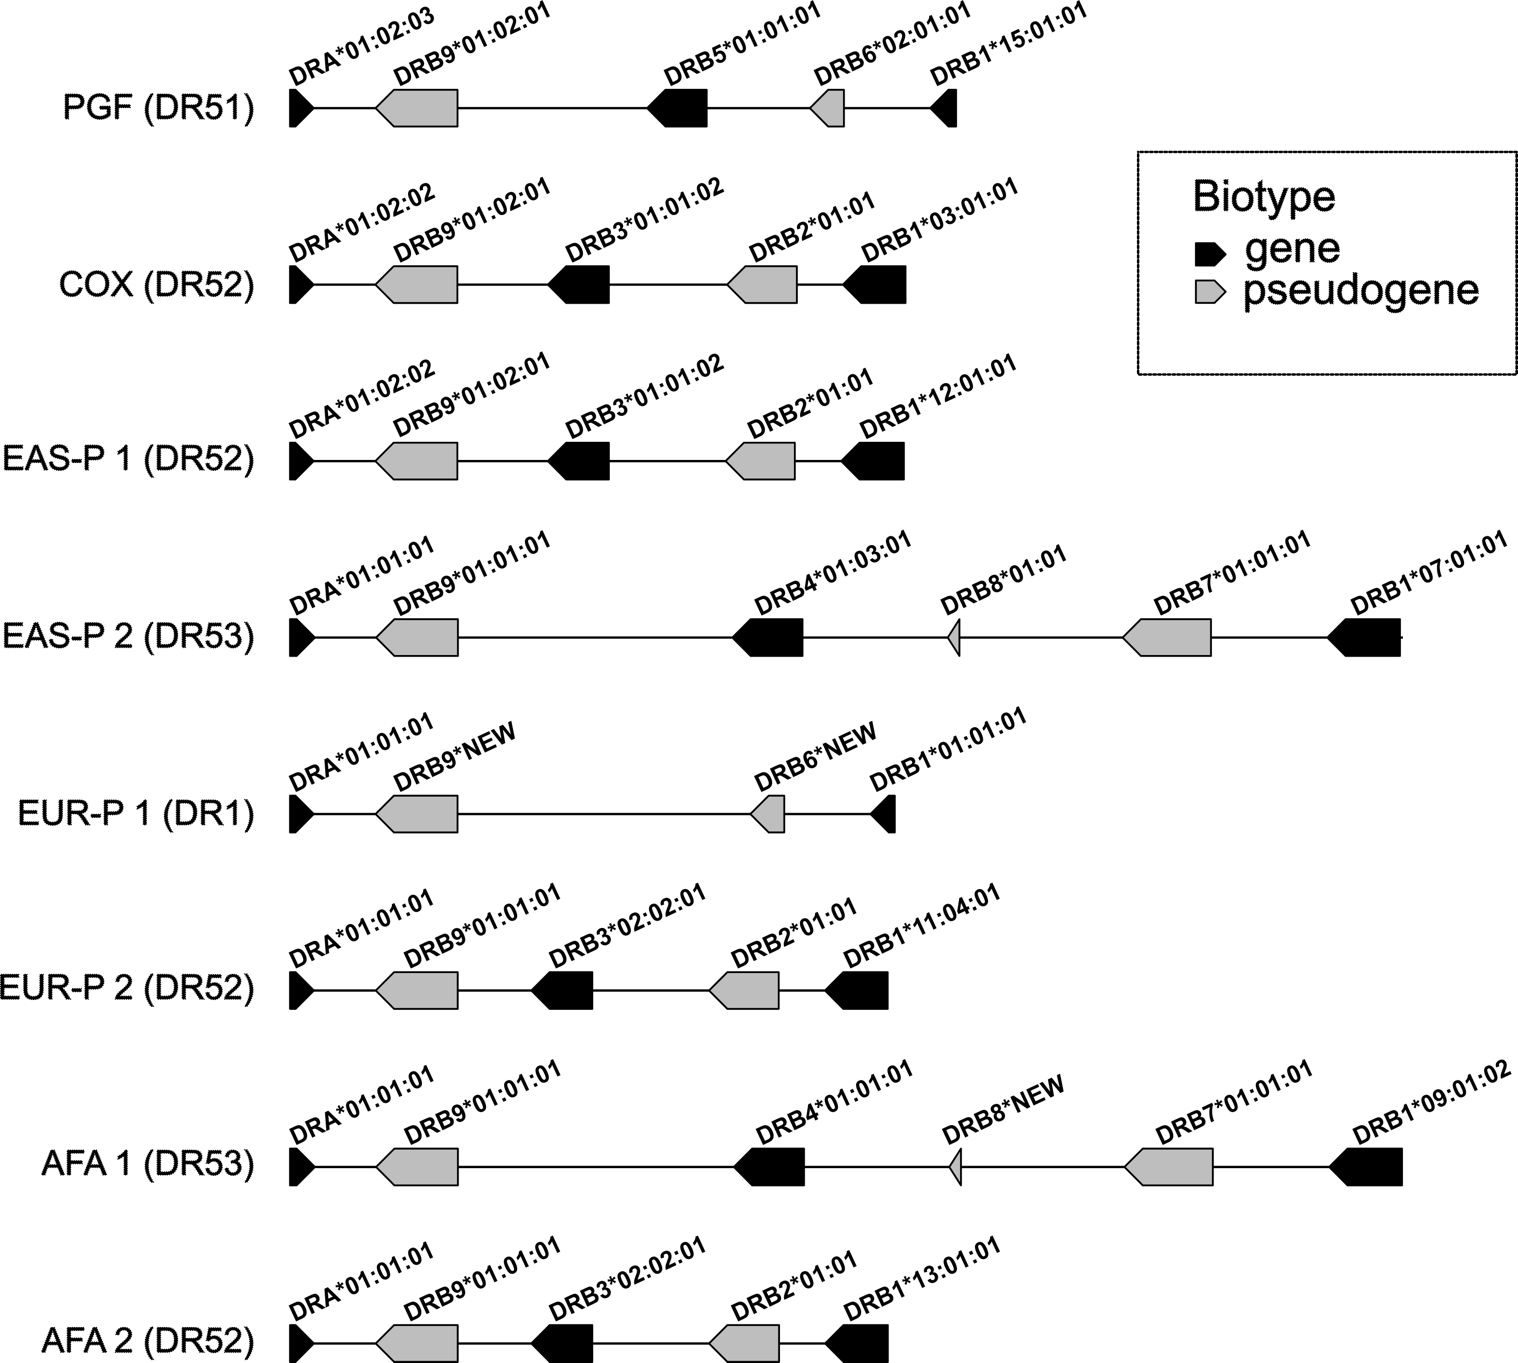 DRA*01:02:03 DRB9*01:02:01 DRB5*01:01:01 DRB6*02:01:01 DRB1*15:01:01
PGF (DR51)
Biotype
gene
pseudogene
DRA*01:02:02 DRB9*01:02:01 DRB3*01:01:02 DRB2*01:01 DRB1*03:01:01
COX (DR52)
DRA*01:02:02 DRB9*01:02:01 DRB3*01:01:02 DRB2*01:01 DRB1*12:01:01
EAS-P 1 (DR52)
DRA*01:01:01 DRB9*01:01:01 DRB4*01:03:01 DRB8*01:01 DRB7*01:01:01 DRB1*07:01:01
EAS-P 2 (DR53)
DRA*01:01:01 DRB9*NEW DRB6*NEW DRB1*01:01:01
EUR-P 1 (DR1)
DRA*01:01:01 DRB9*01:01:01 DRB3*02:02:01 DRB2*01:01 DRB1*11:04:01
EUR-P 2 (DR52)
DRA*01:01:01 DRB9*01:01:01 DRB4*01:01:01 DRB8*NEW DRB7*01:01:01 DRB1*09:01:02
AFA 1 (DR53)
DRA*01:01:01 DRB9*01:01:01 DRB3*02:02:01 DRB2*01:01 DRB1*13:01:01
AFA 2 (DR52)